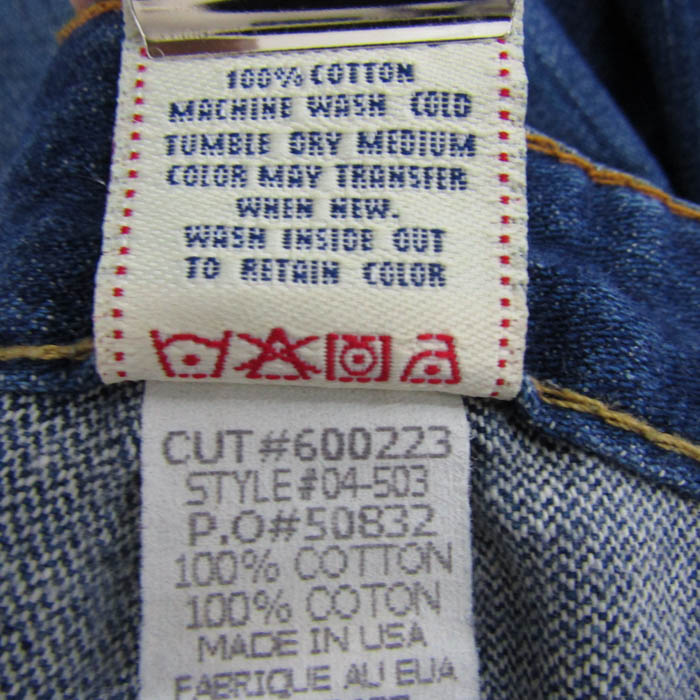 100% COTTON
MACHINE WASH COLD
TUMBLE DRY MEDIUM
COLOR MAY TRANSFER
WHEN NEW.
WASH INSIDE OUT
TO RETAIN COLOR
CUT#600223
STYLE#04-503
P.O#50832
100% COTTON
100% COTON
MADE IN USA
FABRIQUE AU EUA